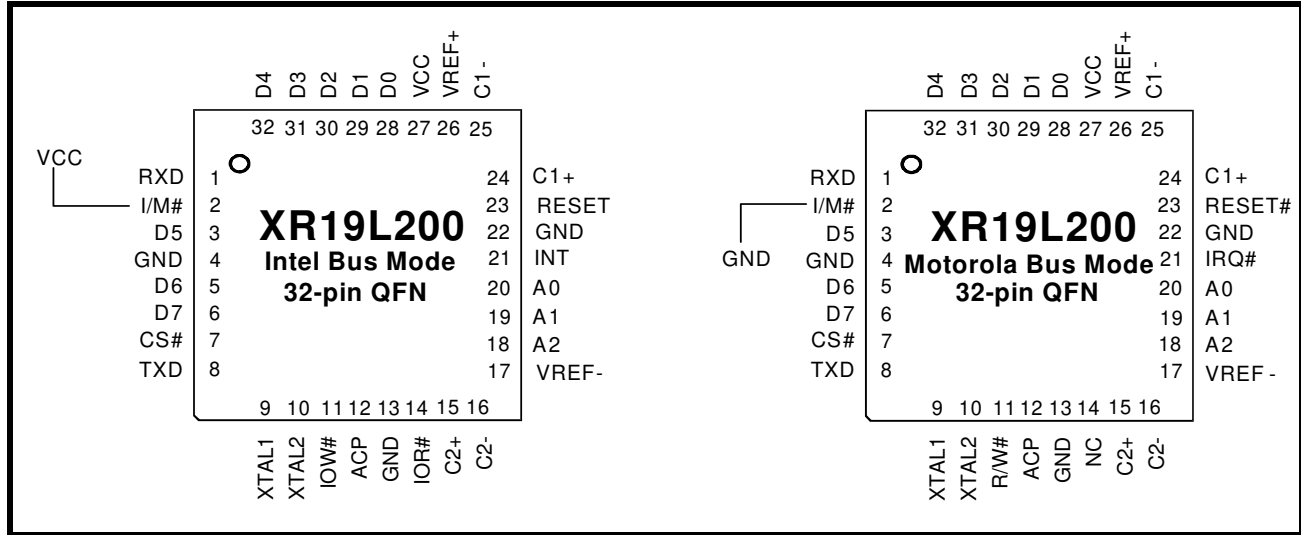 D4 D3 D2 D1 D0 VCC VREF+ C1 -
32 31 30 29 28 27 26 25
VCC
RXD 1 24 C1+
I/M# 2 23 RESET
D5 3 22 GND
GND 4 21 INT
D6 5 20 A0
D7 6 19 A1
CS# 7 18 A2
TXD 8 17 VREF-
XR19L200
Intel Bus Mode
32-pin QFN
9 10 11 12 13 14 15 16
XTAL1 XTAL2 IOW# ACP GND IOR# C2+ C2-
D4 D3 D2 D1 D0 VCC VREF+ C1 -
32 31 30 29 28 27 26 25
RXD 1 24 C1+
I/M# 2 23 RESET#
D5 3 22 GND
GND
GND 4 21 IRQ#
D6 5 20 A0
D7 6 19 A1
CS# 7 18 A2
TXD 8 17 VREF -
XR19L200
Motorola Bus Mode
32-pin QFN
9 10 11 12 13 14 15 16
XTAL1 XTAL2 R/W# ACP GND NC C2+ C2-